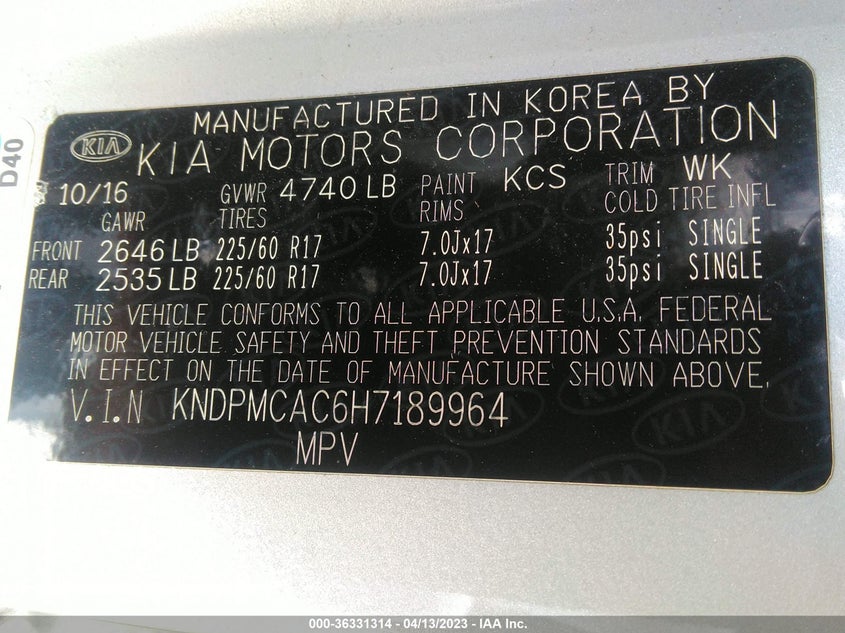 D40
MANUFACTURED IN KOREA BY
KIA KIA MOTORS CORPORATION
10/16 GVWR 4740 LB PAINT KCS TRIM WK
GAWR TIRES RIMS COLD TIRE INFL
FRONT 2646 LB 225/60 R17 7.0Jx17 35psi SINGLE
REAR 2535 LB 225/60 R17 7.0Jx17 35psi SINGLE
THIS VEHICLE CONFORMS TO ALL APPLICABLE U.S.A. FEDERAL
MOTOR VEHICLE SAFETY AND THEFT PREVENTION STANDARDS
IN EFFECT ON THE DATE OF MANUFACTURE SHOWN ABOVE.
V.I.N KNDPMCAC6H7189964
MPV
000-36331314 - 04/13/2023 - IAA Inc.